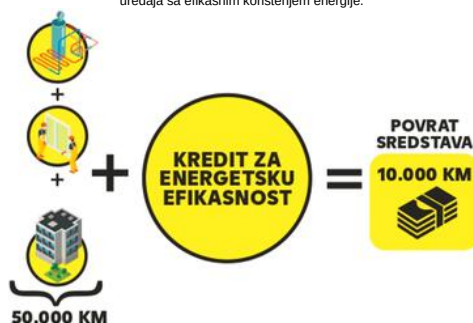 uređaja sa efikasnim korištenjem energije.
+
+
50.000 KM
+
KREDIT ZA
ENERGETSKU
EFIKASNOST
=
POVRAT
SREDSTAVA
10.000 KM